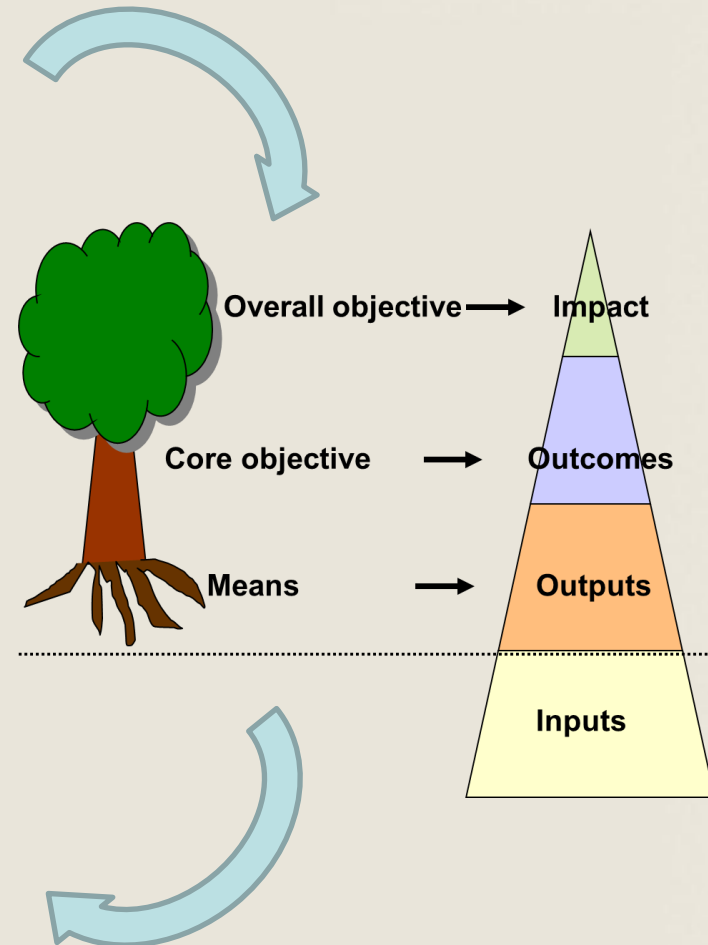 Overall objective Impact
Core objective Outcomes
Means Outputs
Inputs